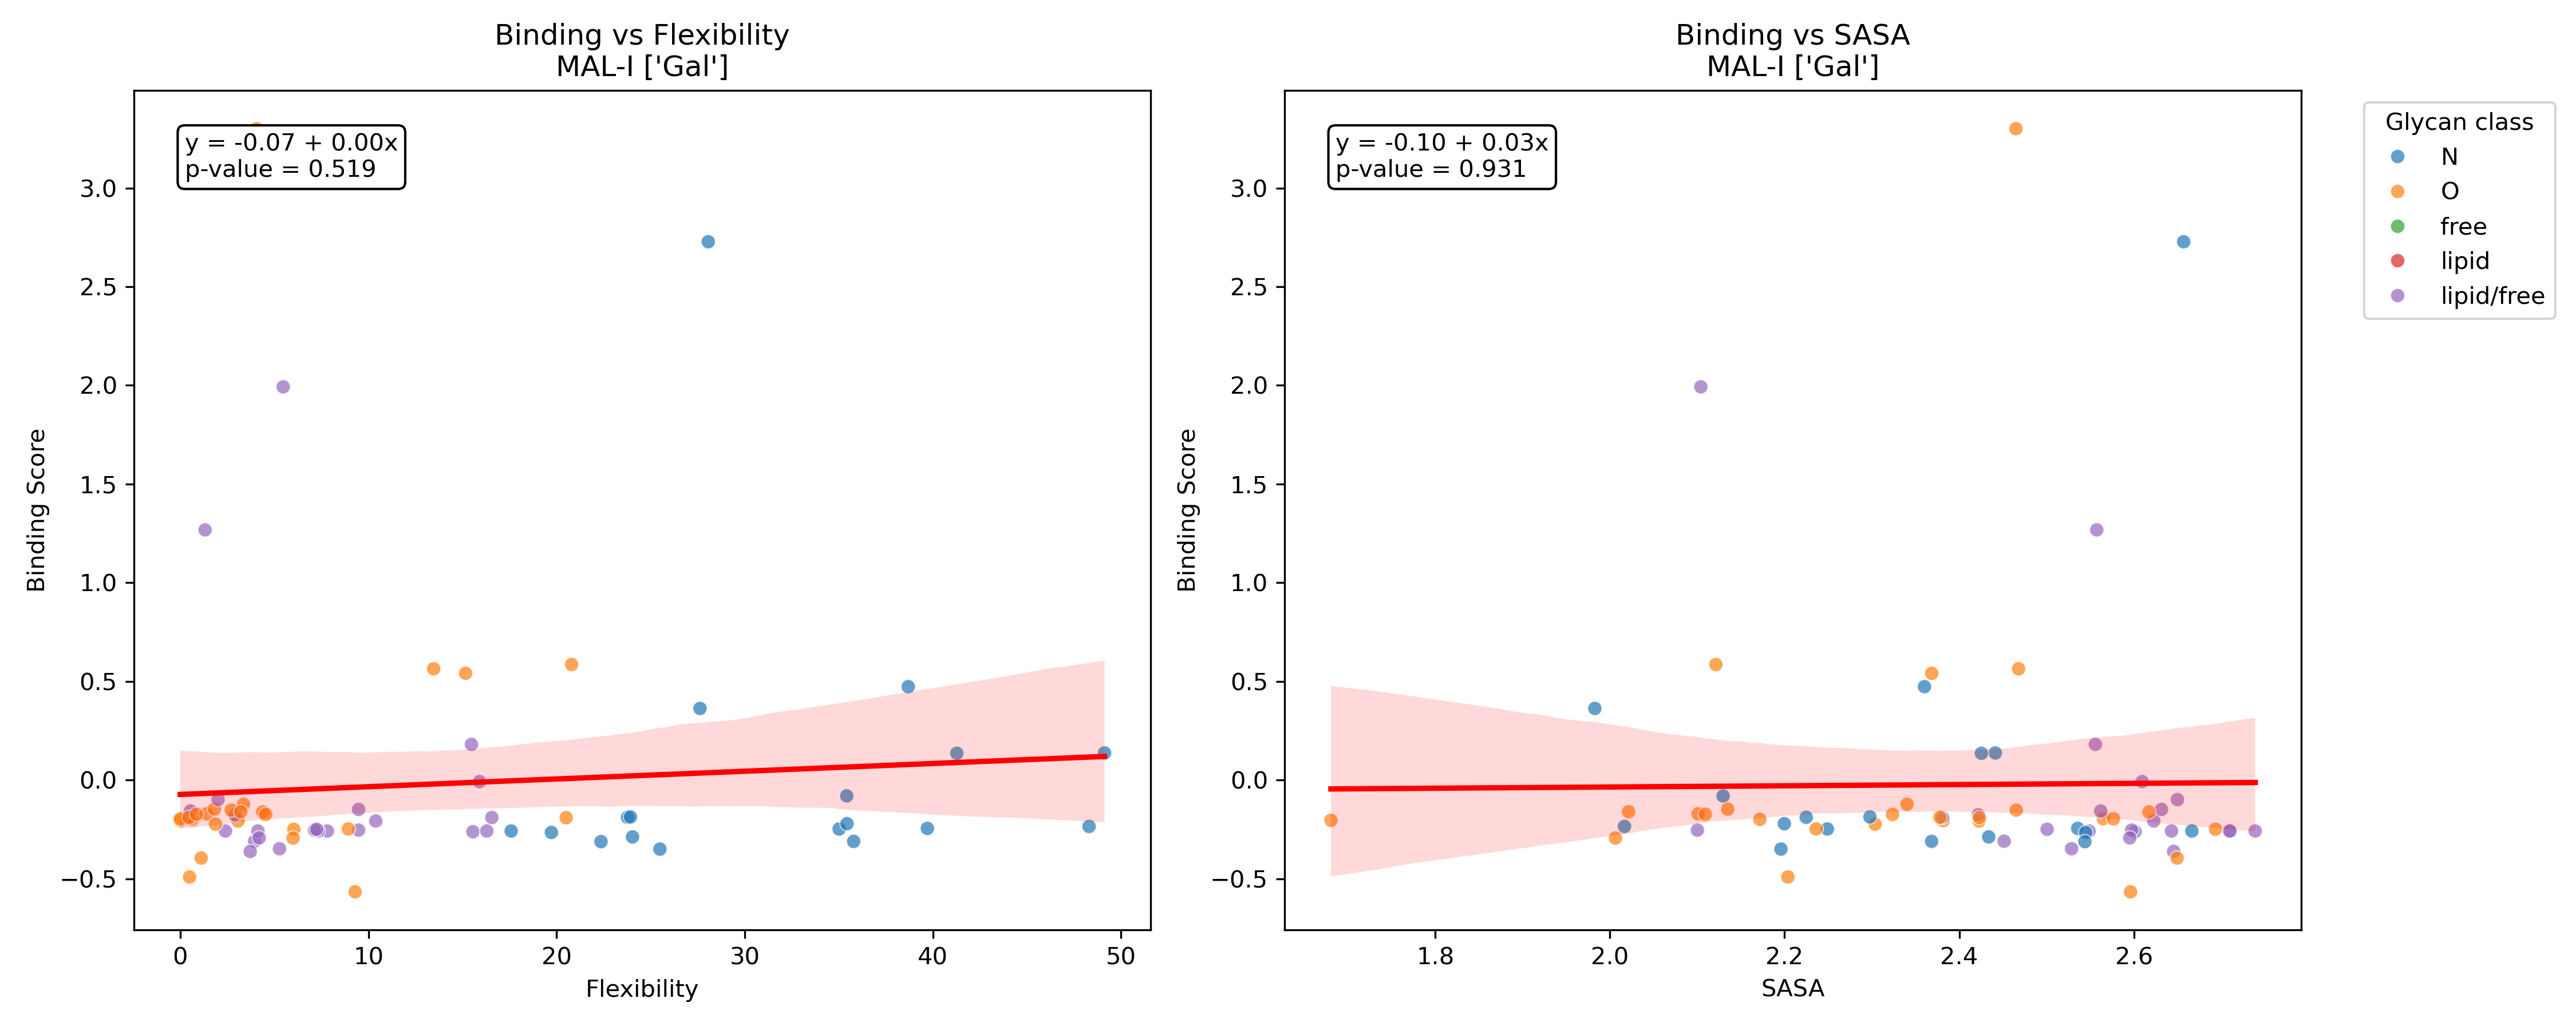 Binding vs Flexibility
MAL-I ['Gal']
y = -0.07 + 0.00x
p-value = 0.519
Binding Score
3.0
2.5
2.0
1.5
1.0
0.5
0.0
−0.5
0 10 20 30 40 50
Flexibility
Binding vs SASA
MAL-I ['Gal']
y = -0.10 + 0.03x
p-value = 0.931
Binding Score
3.0
2.5
2.0
1.5
1.0
0.5
0.0
−0.5
1.8 2.0 2.2 2.4 2.6
SASA
Glycan class
N
O
free
lipid
lipid/free